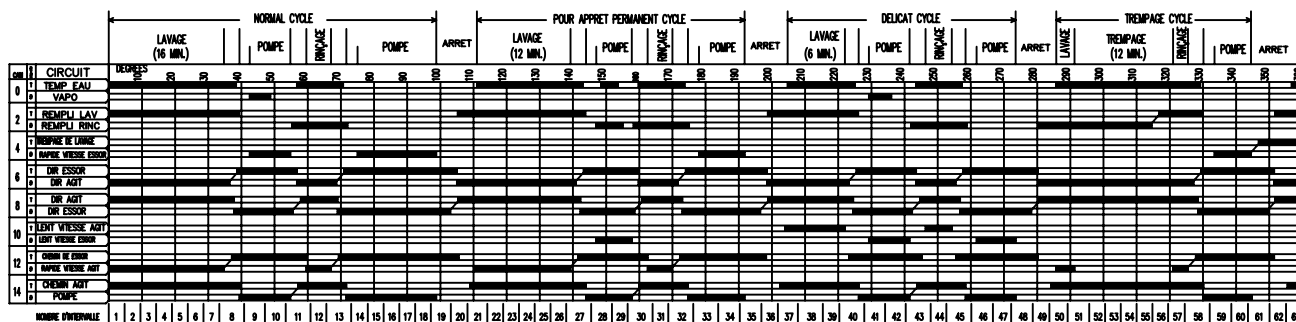 NORMAL CYCLE POUR APPRET PERMANENT CYCLE DELICAT CYCLE TREMPAGE CYCLE
LAVAGE (16 MIN.) POMPE RINÇAGE POMPE ARRET LAVAGE (12 MIN.) POMPE RINÇAGE POMPE ARRET LAVAGE (6 MIN.) POMPE RINÇAGE POMPE ARRET LAVAGE TREMPAGE (12 MIN.) RINÇAGE POMPE ARRET
CAM CIRCUIT DEGREES 10 20 30 40 50 60 70 80 90 100 110 120 130 140 150 160 170 180 190 200 210 220 230 240 250 260 270 280 290 300 310 320 330 340 350
0 T TEMP EAU
B VAPO
2 T REMPLI LAV
B REMPLI RINC
4 T TREMPAGE DE LAVAGE
B RAPIDE VITESSE ESSOR
6 T DIR ESSOR
B DIR AGIT
8 T DIR AGIT
B DIR ESSOR
10 T LENT VITESSE AGIT
B LENT VITESSE ESSOR
12 T CHEMIN DE ESSOR
B RAPIDE VITESSE AGIT
14 T CHEMIN AGIT
B POMPE
NOMBRE D'INTERVALLE 1 2 3 4 5 6 7 8 9 10 11 12 13 14 15 16 17 18 19 20 21 22 23 24 25 26 27 28 29 30 31 32 33 34 35 36 37 38 39 40 41 42 43 44 45 46 47 48 49 50 51 52 53 54 55 56 57 58 59 60 61 62